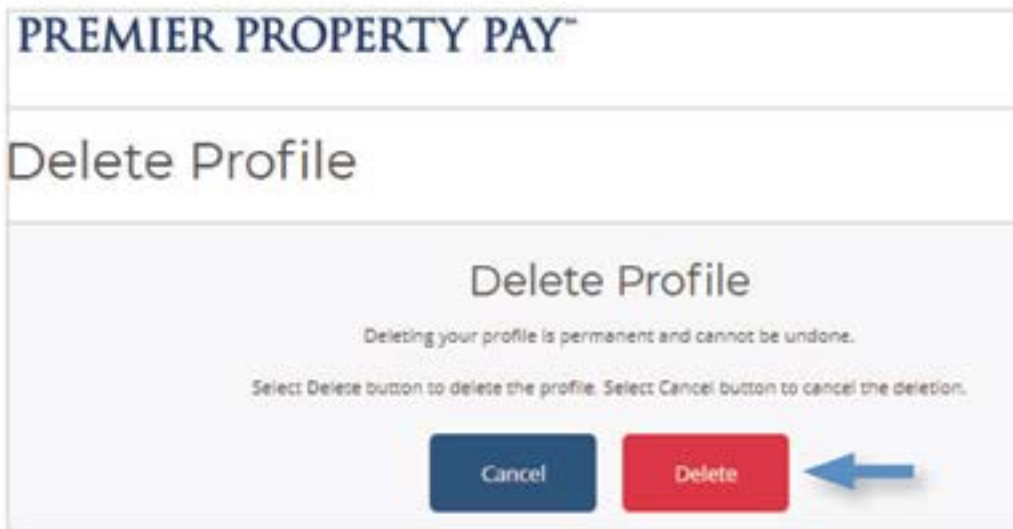 PREMIER PROPERTY PAY℠
Delete Profile
Delete Profile
Deleting your profile is permanent and cannot be undone.
Select Delete button to delete the profile. Select Cancel button to cancel the deletion.
Cancel
Delete